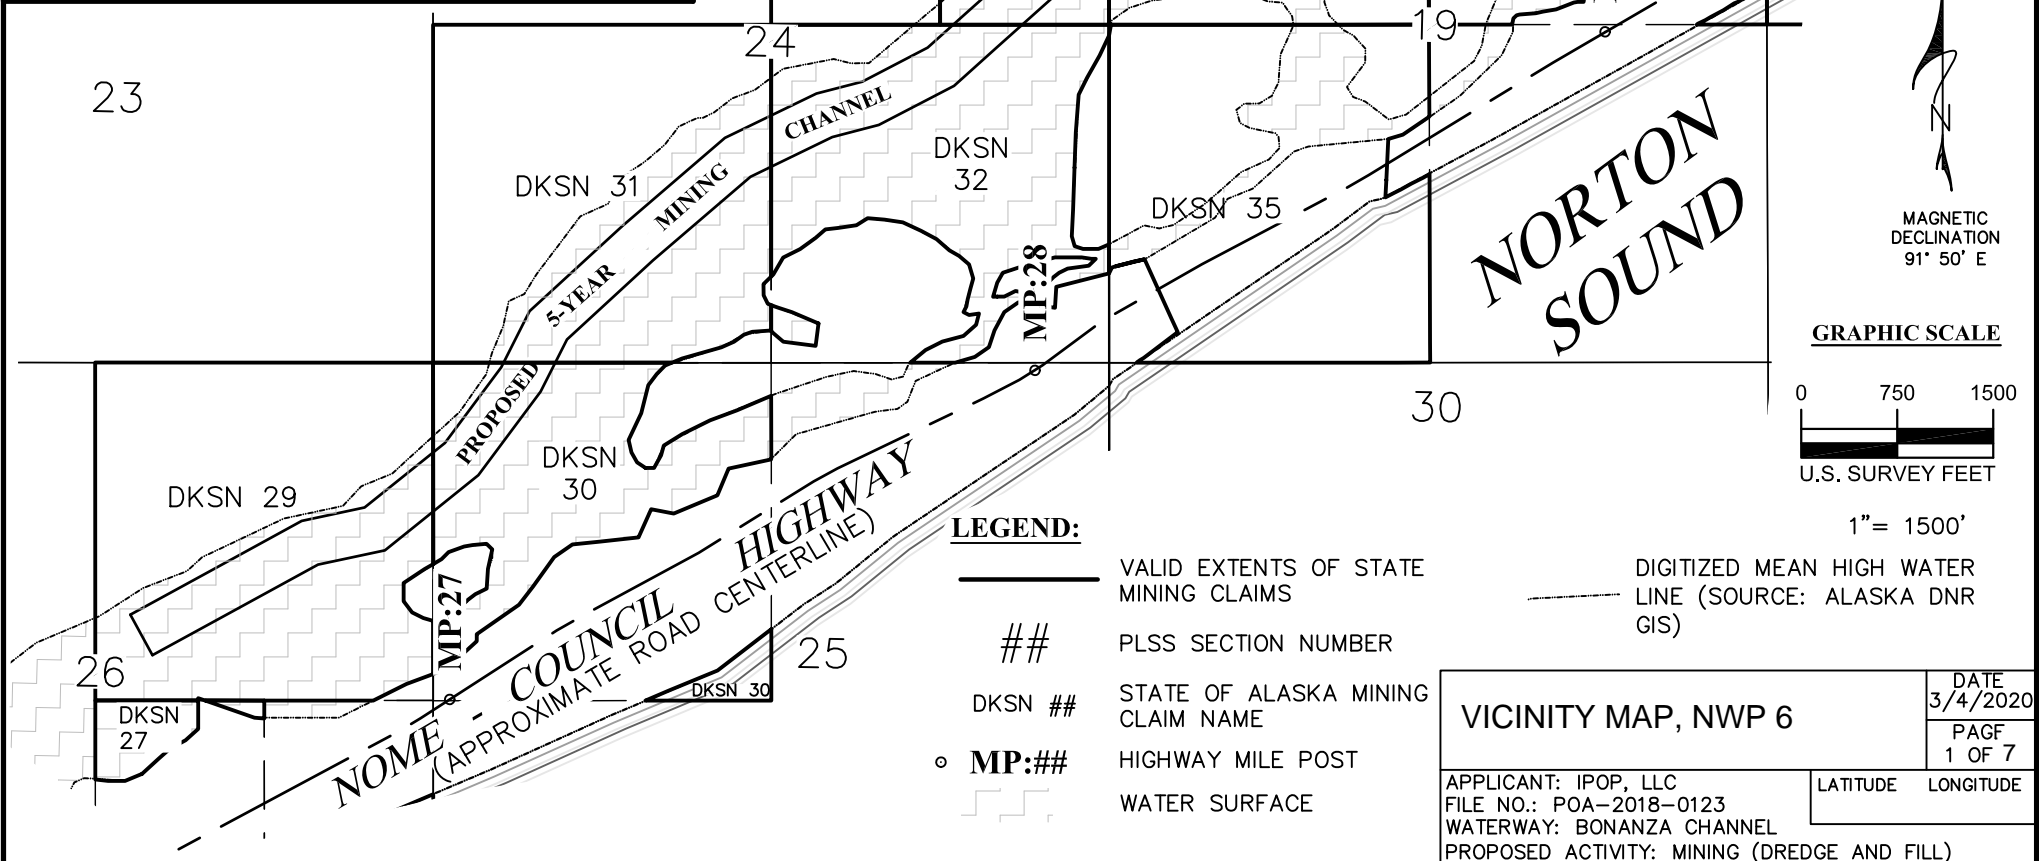 23
24
19
DKSN 31
PROPOSED 5-YEAR MINING CHANNEL
DKSN
32
DKSN 35
MP:28
NORTON
SOUND
N
MAGNETIC
DECLINATION
91° 50' E
GRAPHIC SCALE
0 750 1500
U.S. SURVEY FEET
1"= 1500'
30
DKSN 29
DKSN
30
MP:27
26
25
DKSN
27
DKSN 30
NOME - COUNCIL HIGHWAY
(APPROXIMATE ROAD CENTERLINE)
LEGEND:
VALID EXTENTS OF STATE
MINING CLAIMS
## PLSS SECTION NUMBER
DKSN ## STATE OF ALASKA MINING
CLAIM NAME
MP:## HIGHWAY MILE POST
WATER SURFACE
DIGITIZED MEAN HIGH WATER
LINE (SOURCE: ALASKA DNR
GIS)
VICINITY MAP, NWP 6
DATE
3/4/2020
PAGE
1 OF 7
APPLICANT: IPOP, LLC
FILE NO.: POA-2018-0123
WATERWAY: BONANZA CHANNEL
PROPOSED ACTIVITY: MINING (DREDGE AND FILL)
LATITUDE LONGITUDE